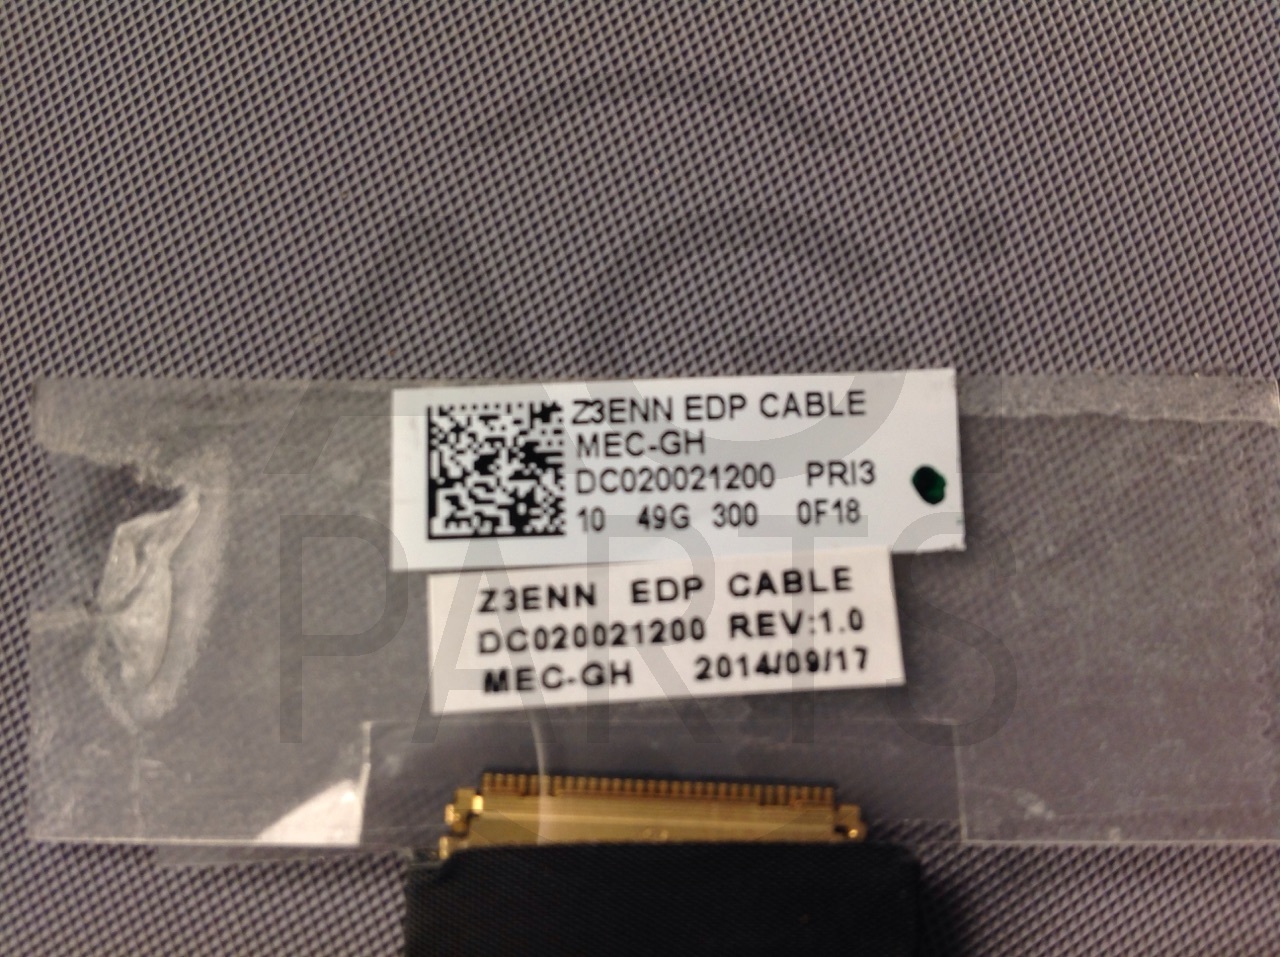 Z3ENN EDP CABLE
MEC-GH
DC020021200 PRI3
10 49G 300 0F18
Z3ENN EDP CABLE
DC020021200 REV:1.0
MEC-GH 2014/09/17
PARTS